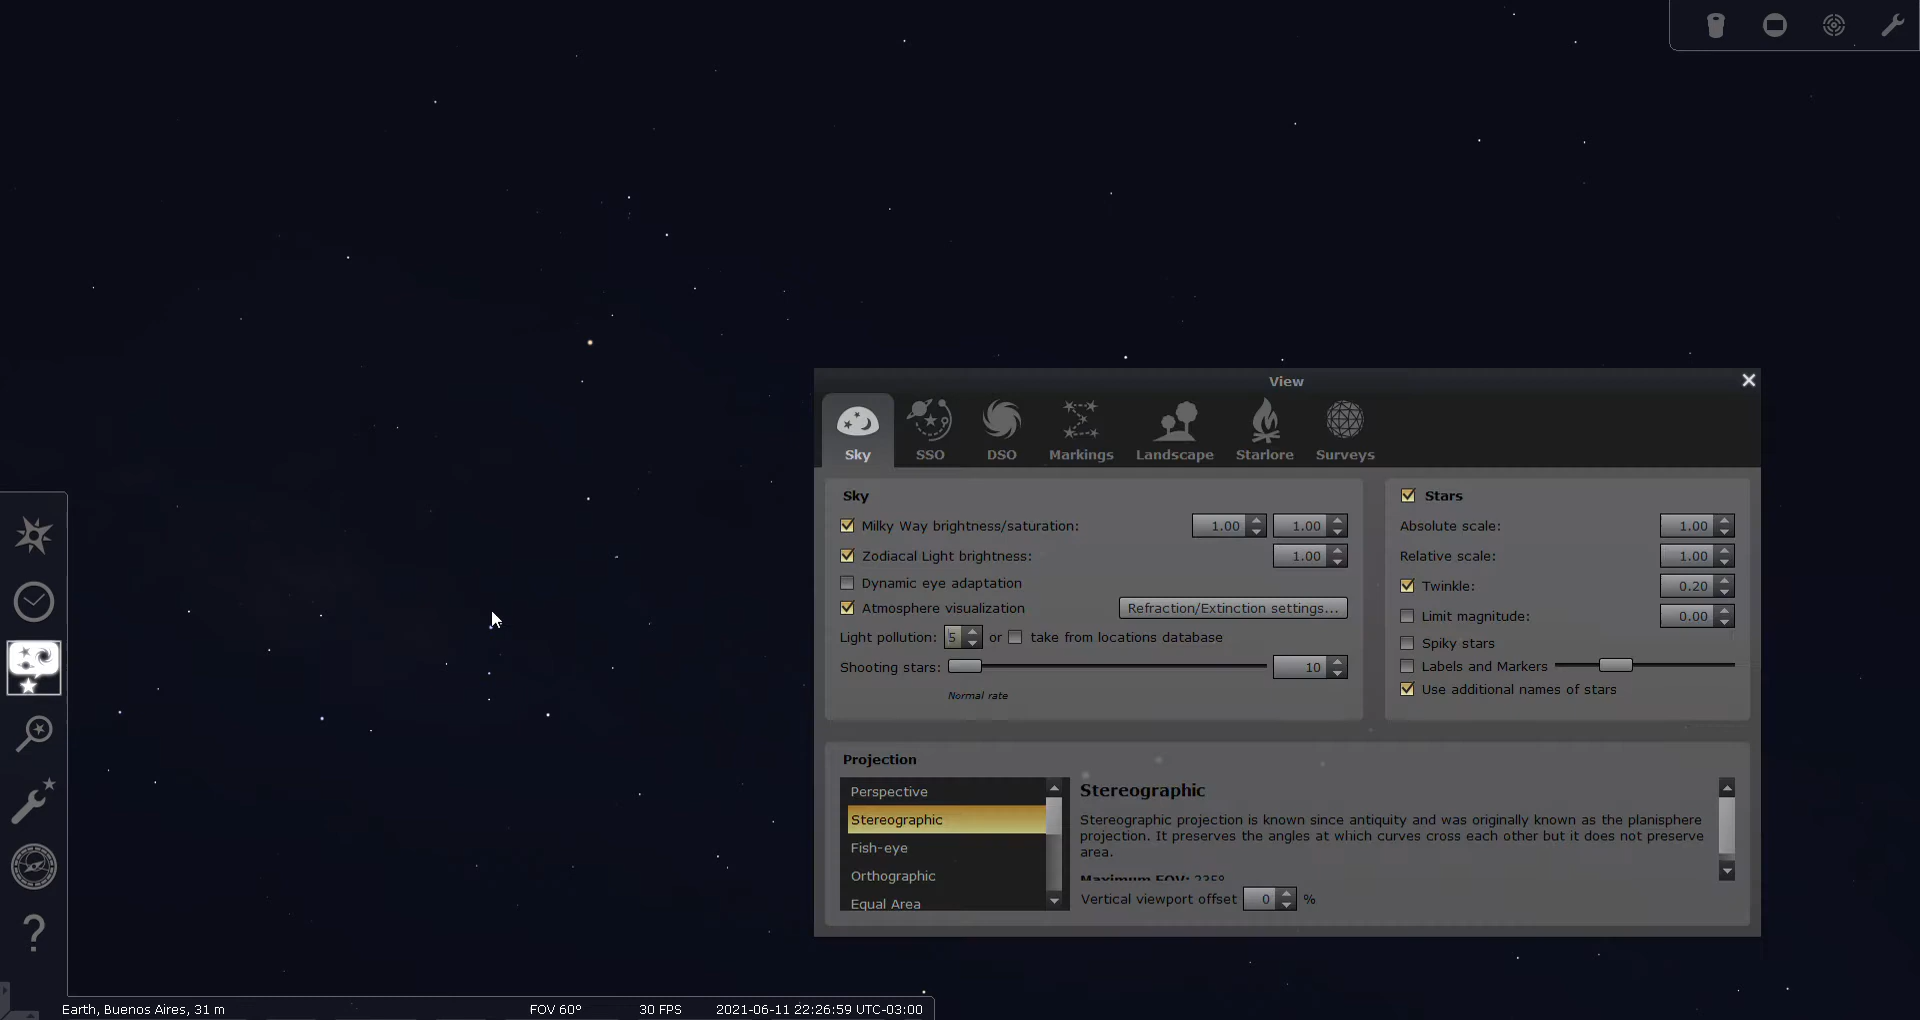 View
Sky SSO DSO Markings Landscape Starlore Surveys
Sky
Milky Way brightness/saturation: 1.00 1.00
Zodiacal Light brightness: 1.00
Dynamic eye adaptation
Atmosphere visualization Refraction/Extinction settings...
Light pollution: 5 or take from locations database
Shooting stars: 10
Normal rate
Stars
Absolute scale: 1.00
Relative scale: 1.00
Twinkle: 0.20
Limit magnitude: 0.00
Spiky stars
Labels and Markers
Use additional names of stars
Projection
Perspective
Stereographic
Fish-eye
Orthographic
Equal Area
Stereographic
Stereographic projection is known since antiquity and was originally known as the planisphere
projection. It preserves the angles at which curves cross each other but it does not preserve
area.
Maximum FOV: 235°
Vertical viewport offset 0 %
Earth, Buenos Aires, 31 m FOV 60° 30 FPS 2021-06-11 22:26:59 UTC-03:00